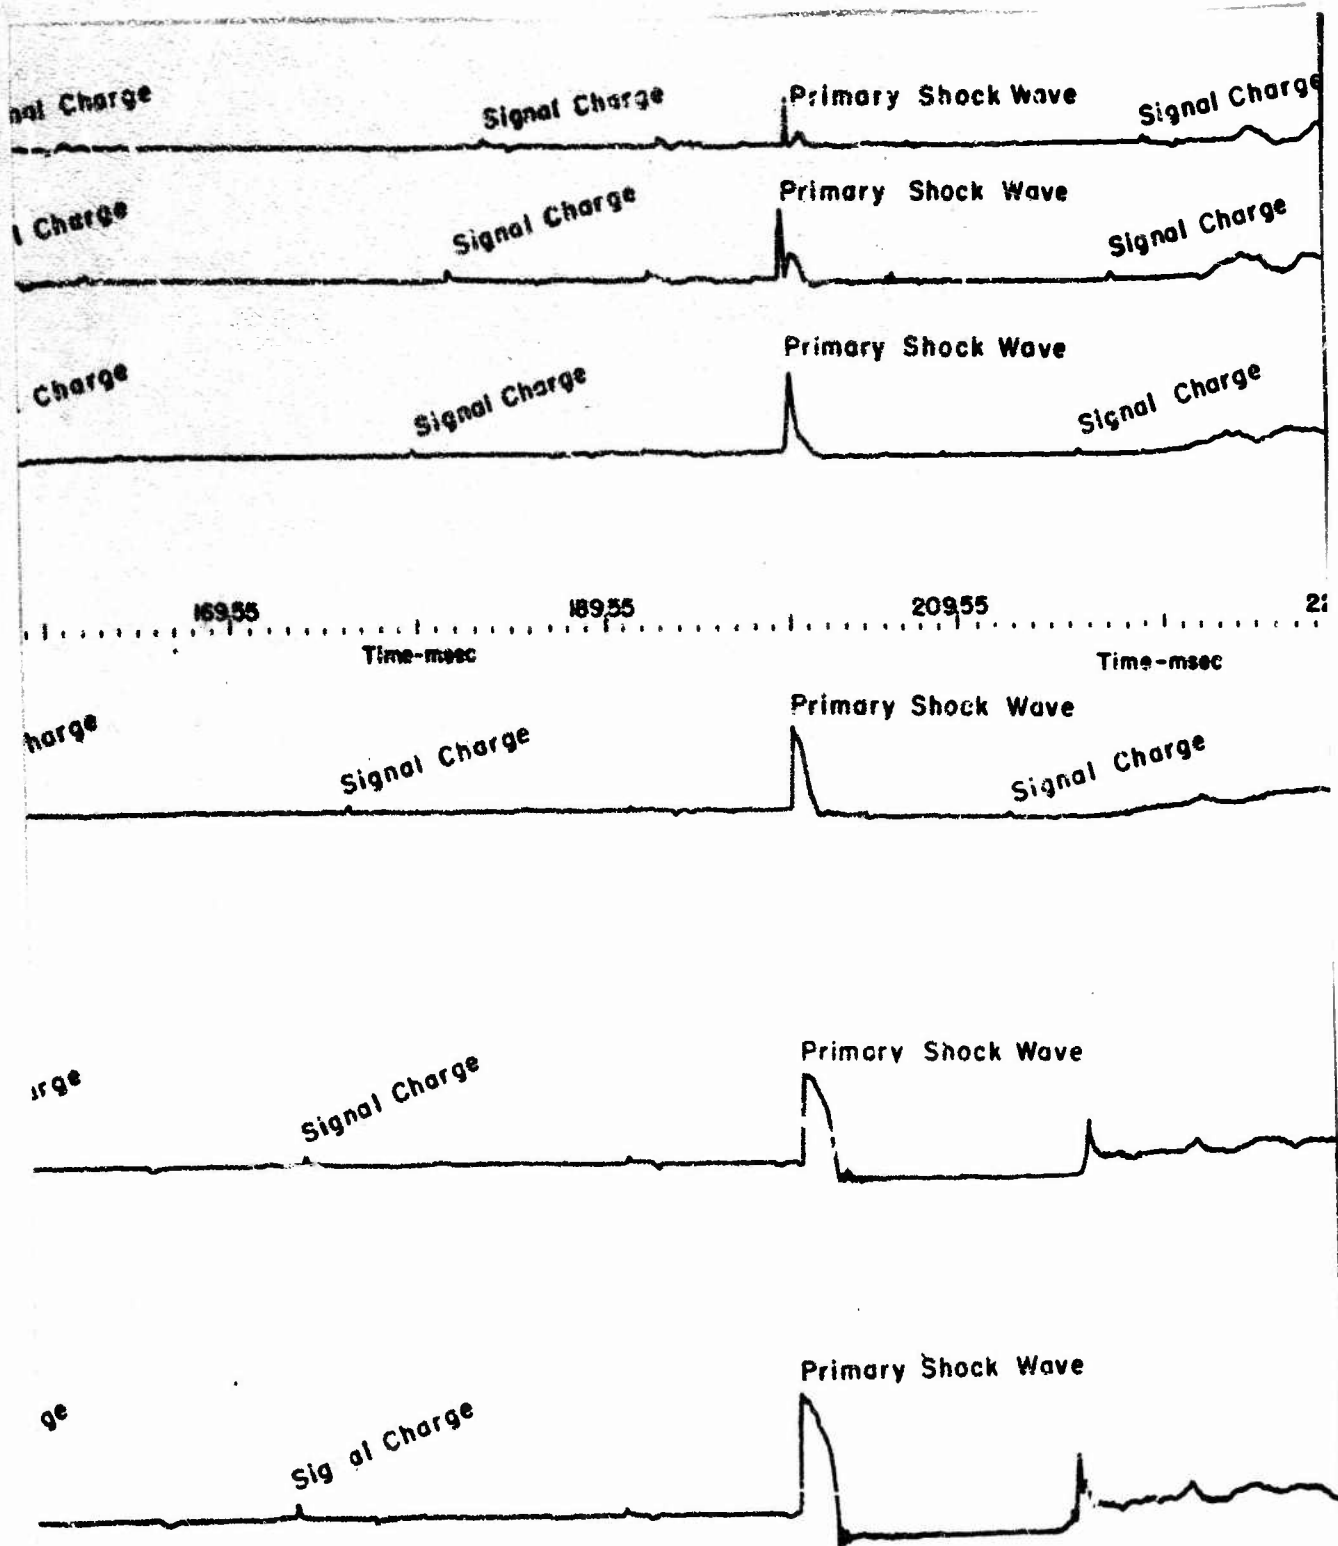 nal Charge
Signal Charge
Primary Shock Wave
Signal Charge
l Charge
Signal Charge
Primary Shock Wave
Signal Charge
Charge
Signal Charge
Primary Shock Wave
Signal Charge
169.55 189.55 209.55 22
Time-msec Time-msec
harge
Signal Charge
Primary Shock Wave
Signal Charge
arge
Signal Charge
Primary Shock Wave
ge
Sig al Charge
Primary Shock Wave